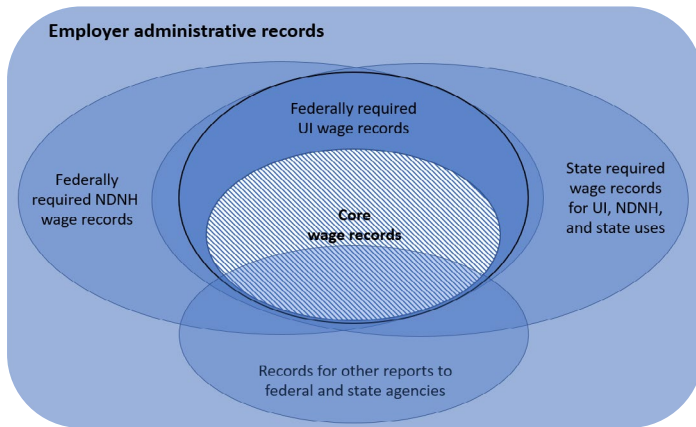 Employer administrative records
Federally required
UI wage records
Federally
required NDNH
wage records
State required
wage records
for UI, NDNH,
and state uses
Core
wage records
Records for other reports to
federal and state agencies